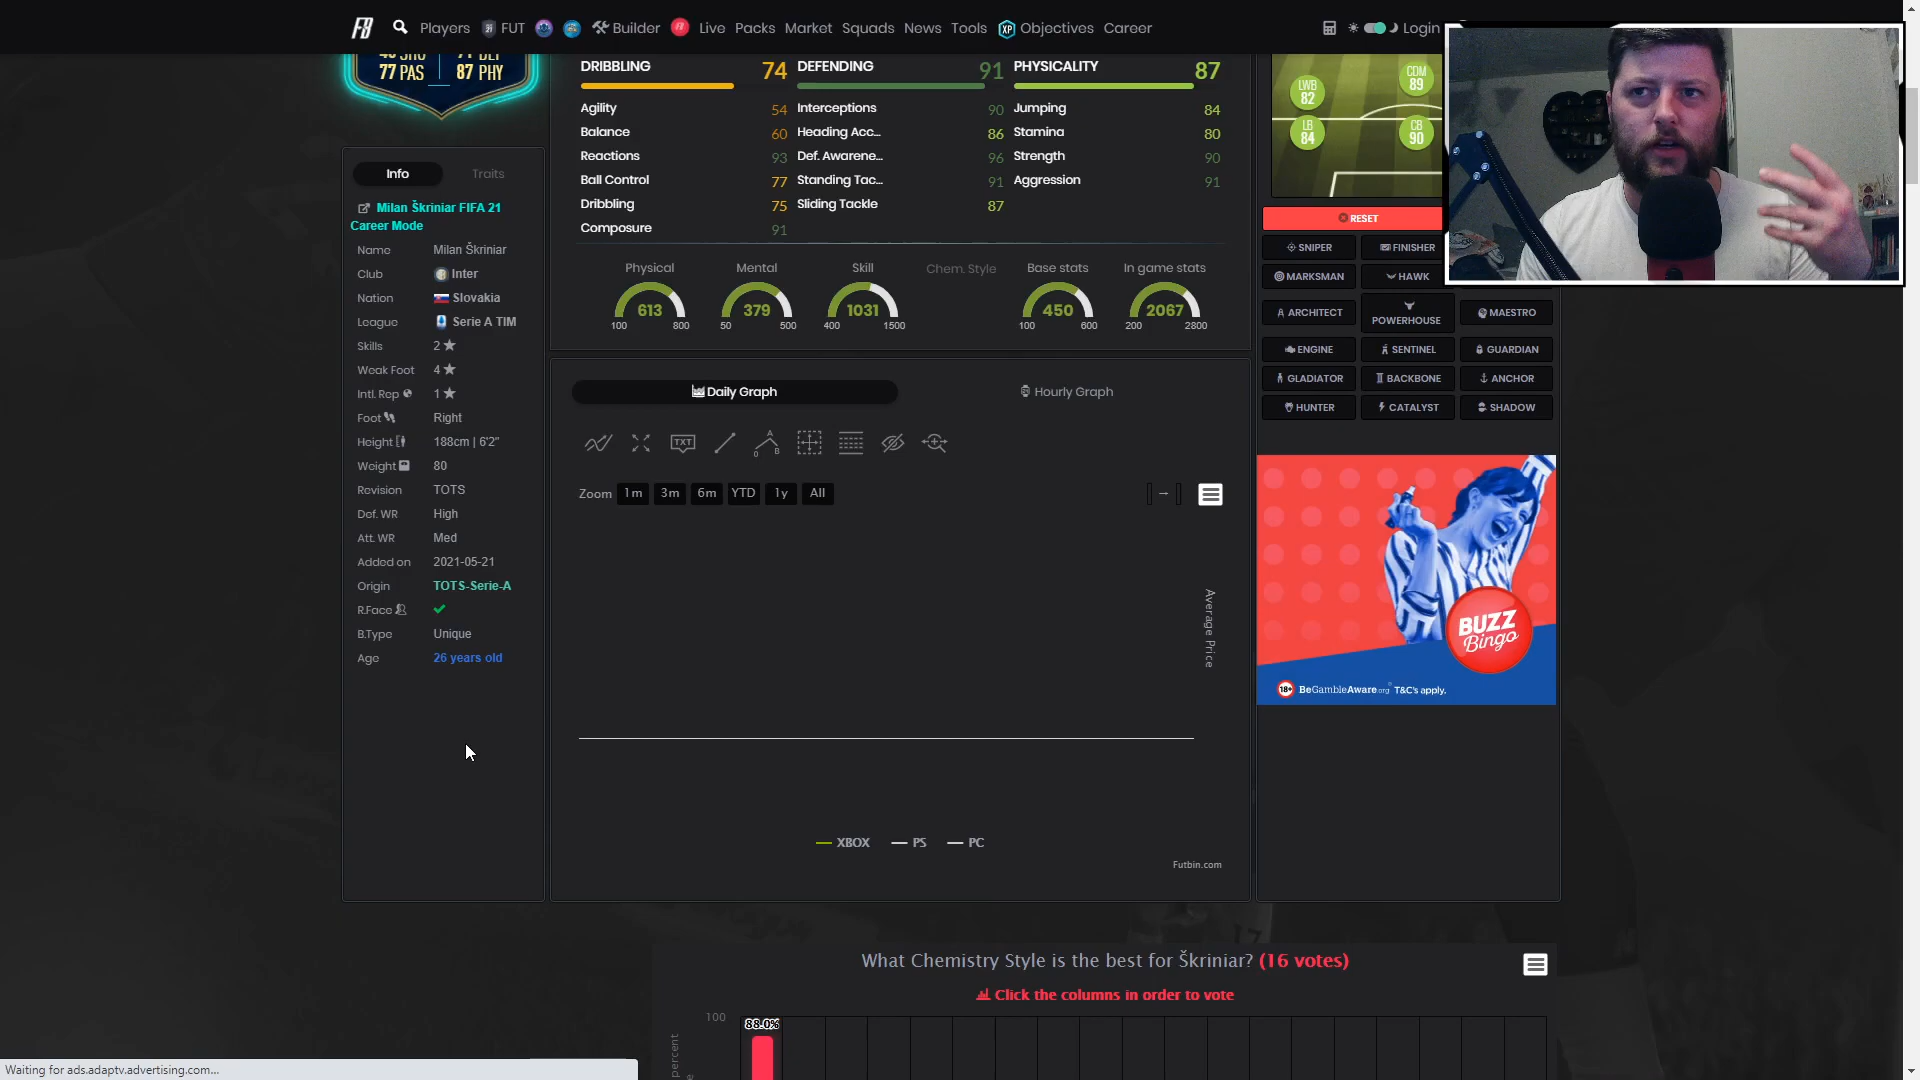 Players FUT Builder Live Packs Market Squads News Tools XP Objectives Career Login
77 PAS 87 PHY
DRIBBLING 74
Agility 54
Balance 60
Reactions 93
Ball Control 77
Dribbling 75
Composure 91
DEFENDING 91
Interceptions 90
Heading Acc... 86
Def. Awarene... 96
Standing Tac... 91
Sliding Tackle 87
PHYSICALITY 87
Jumping 84
Stamina 80
Strength 90
Aggression 91
LWB 82
CDM 89
LB 84
CB 90
Info Traits
Milan Škriniar FIFA 21
Career Mode
Name Milan Škriniar
Club Inter
Nation Slovakia
League Serie A TIM
Skills 2
Weak Foot 4
Intl. Rep 1
Foot Right
Height 188cm | 6'2"
Weight 80
Revision TOTS
Def. WR High
Att. WR Med
Added on 2021-05-21
Origin TOTS-Serie-A
R.Face
B.Type Unique
Age 26 years old
Physical Mental Skill Chem. Style Base stats In game stats
613 379 1031 450 2067
100 800 50 500 400 1500 100 600 200 2800
Daily Graph Hourly Graph
TXT
Zoom 1m 3m 6m YTD 1y All →
Average Price
XBOX PS PC
Futbin.com
RESET
SNIPER FINISHER
MARKSMAN HAWK
ARCHITECT POWERHOUSE MAESTRO
ENGINE SENTINEL GUARDIAN
GLADIATOR BACKBONE ANCHOR
HUNTER CATALYST SHADOW
BUZZ
Bingo
18+ BeGambleAware.org T&C's apply.
What Chemistry Style is the best for Škriniar? (16 votes)
Click the columns in order to vote
100
88.0%
percent
Waiting for ads.adaptv.advertising.com...